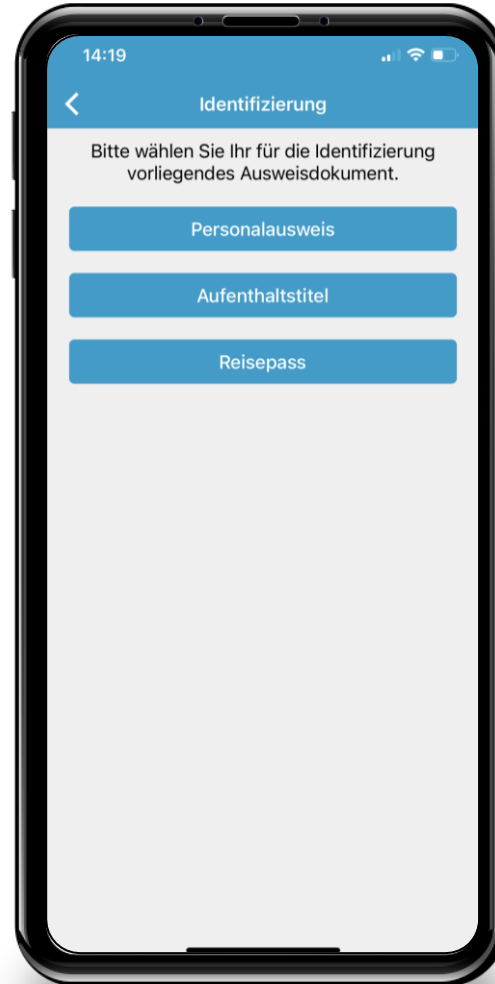 14:19
Identifizierung
Bitte wählen Sie Ihr für die Identifizierung
vorliegendes Ausweisdokument.
Personalausweis
Aufenthaltstitel
Reisepass